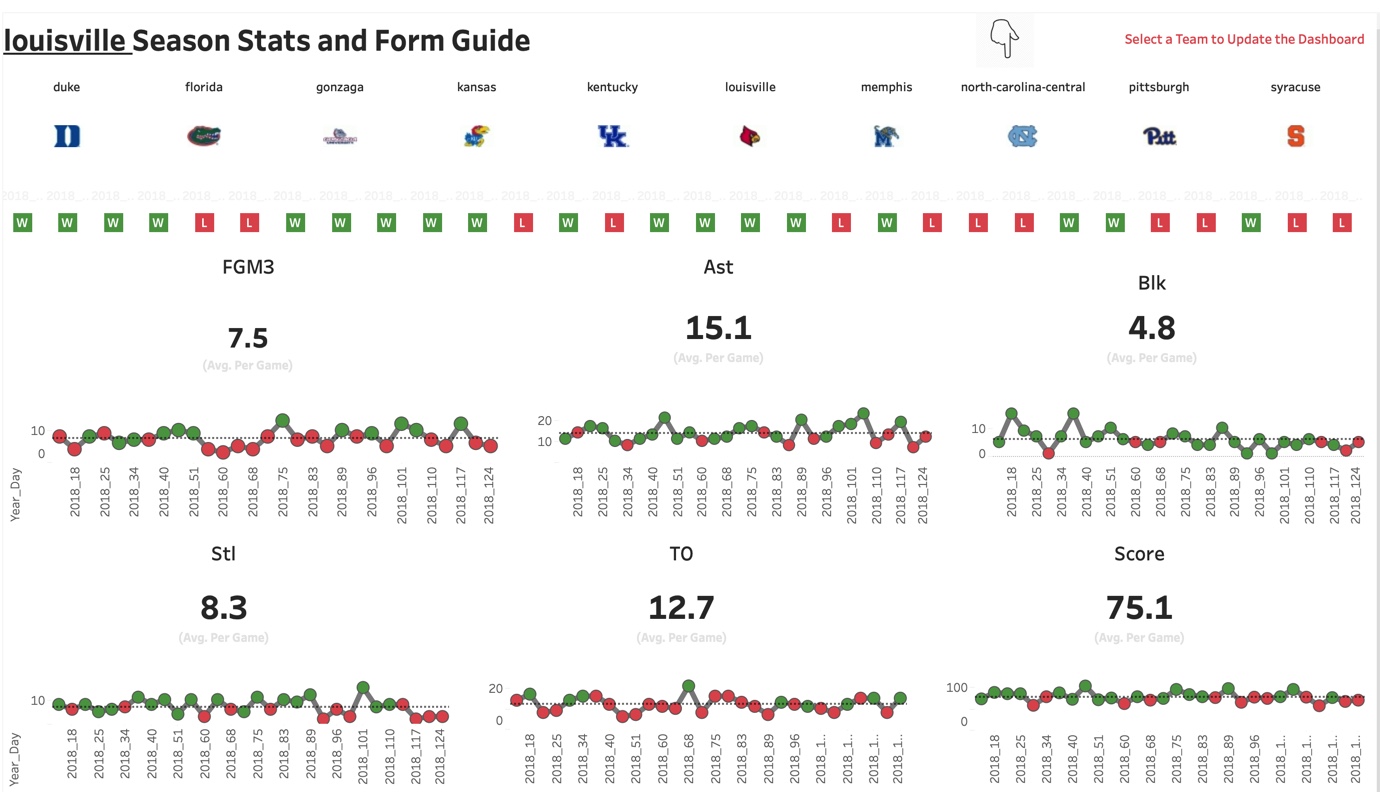 louisville Season Stats and Form Guide
Select a Team to Update the Dashboard
duke florida gonzaga kansas kentucky louisville memphis north-carolina-central pittsburgh syracuse
D UK M NC Pitt S
2018_.. 2018_.. 2018_.. 2018_.. 2018_.. 2018_.. 2018_.. 2018_.. 2018_.. 2018_.. 2018_.. 2018_.. 2018_.. 2018_.. 2018_.. 2018_.. 2018_.. 2018_.. 2018_.. 2018_.. 2018_.. 2018_.. 2018_.. 2018_.. 2018_.. 2018_.. 2018_.. 2018_.. 2018_.. 2018_..
W W W W L L W W W W W L W L W W W W L W L L L W W L L W L L
FGM3
7.5
(Avg. Per Game)
10
0
Year_Day
2018_18 2018_25 2018_34 2018_40 2018_51 2018_60 2018_68 2018_75 2018_83 2018_89 2018_96 2018_101 2018_110 2018_117 2018_124
Ast
15.1
(Avg. Per Game)
20
10
2018_18 2018_25 2018_34 2018_40 2018_51 2018_60 2018_68 2018_75 2018_83 2018_89 2018_96 2018_101 2018_110 2018_117 2018_124
Blk
4.8
(Avg. Per Game)
10
0
2018_18 2018_25 2018_34 2018_40 2018_51 2018_60 2018_68 2018_75 2018_83 2018_89 2018_96 2018_101 2018_110 2018_117 2018_124
Stl
8.3
(Avg. Per Game)
10
Year_Day
2018_18 2018_25 2018_34 2018_40 2018_51 2018_60 2018_68 2018_75 2018_83 2018_89 2018_96 2018_101 2018_110 2018_117 2018_124
TO
12.7
(Avg. Per Game)
20
0
2018_18 2018_25 2018_34 2018_40 2018_51 2018_60 2018_68 2018_75 2018_83 2018_89 2018_96 2018_1.. 2018_1.. 2018_1.. 2018_1..
Score
75.1
(Avg. Per Game)
100
0
2018_18 2018_25 2018_34 2018_40 2018_51 2018_60 2018_68 2018_75 2018_83 2018_89 2018_96 2018_1.. 2018_1.. 2018_1.. 2018_1..